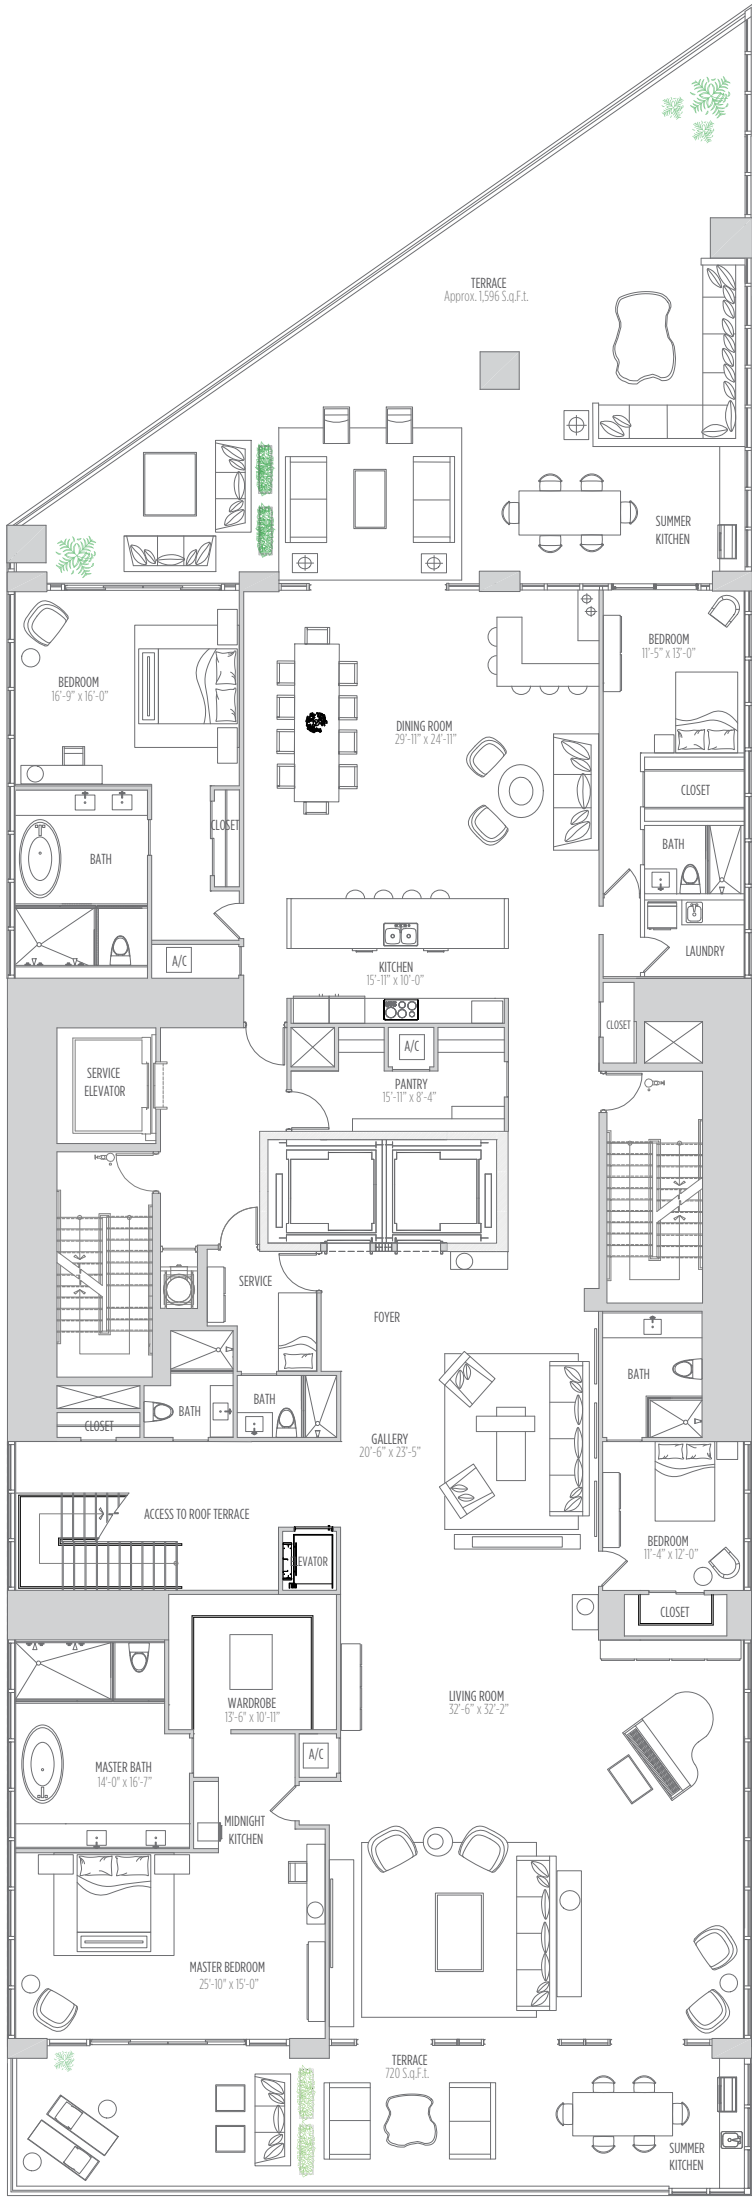 TERRACE
Approx. 1,596 S.q.F.t.
SUMMER
KITCHEN
BEDROOM
16'-9" x 16'-0"
BEDROOM
11'-5" x 13'-0"
DINING ROOM
29'-11" x 24'-11"
CLOSET
CLOSET
BATH
BATH
KITCHEN
15'-11" x 10'-0"
LAUNDRY
A/C
CLOSET
A/C
SERVICE
ELEVATOR
PANTRY
15'-11" x 8'-4"
SERVICE
FOYER
BATH
BATH
BATH
CLOSET
GALLERY
20'-6" x 23'-5"
ACCESS TO ROOF TERRACE
BEDROOM
11'-4" x 12'-0"
ELEVATOR
CLOSET
WARDROBE
13'-6" x 10'-11"
LIVING ROOM
32'-6" x 32'-2"
A/C
MASTER BATH
14'-0" x 16'-7"
MIDNIGHT
KITCHEN
MASTER BEDROOM
25'-10" x 15'-0"
TERRACE
720 S.q.F.t.
SUMMER
KITCHEN